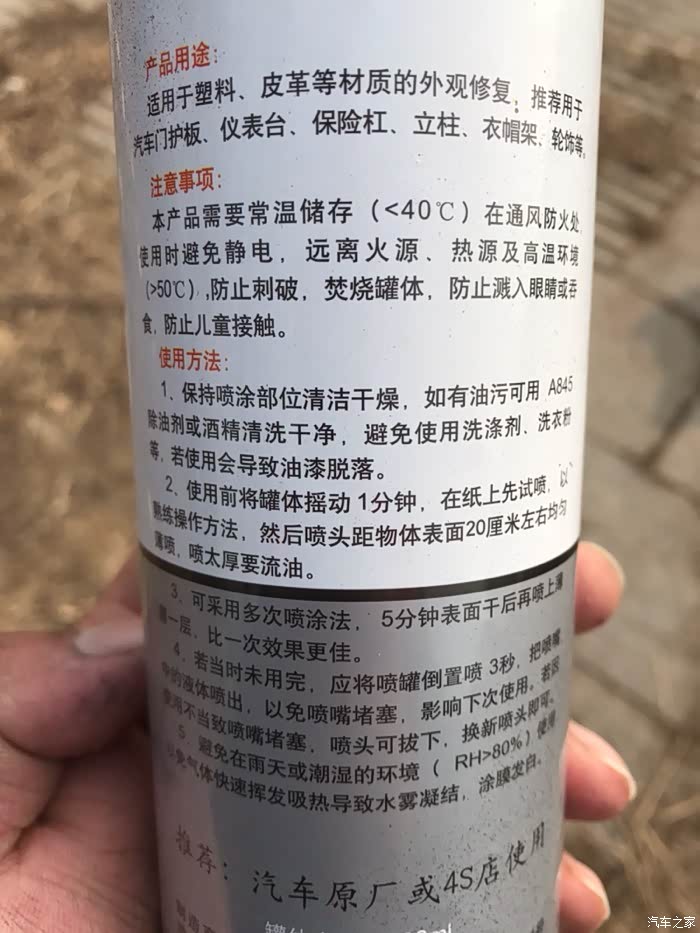 产品用途：
适用于塑料、皮革等材质的外观修复，推荐用于
汽车门护板、仪表台、保险杠、立柱、衣帽架、轮饰等。
注意事项：
本产品需要常温储存（<40℃）在通风防火处
使用时避免静电，远离火源、热源及高温环境
（>50℃）,防止刺破，焚烧罐体，防止溅入眼睛或吞
食，防止儿童接触。
使用方法：
1、保持喷涂部位清洁干燥，如有油污可用 A845
除油剂或酒精清洗干净，避免使用洗涤剂、洗衣粉
等，若使用会导致油漆脱落。
2、使用前将罐体摇动1分钟，在纸上先试喷，以
熟练操作方法，然后喷头距物体表面20厘米左右均匀
薄喷，喷太厚要流油。
3、可采用多次喷涂法，5分钟表面干后再喷上薄
薄一层，比一次效果更佳。
4、若当时未用完，应将喷罐倒置喷 3秒，把喷嘴
中的液体喷出，以免喷嘴堵塞，影响下次使用。若因
使用不当致喷嘴堵塞，喷头可拔下，换新喷头即可。
5、避免在雨天或潮湿的环境（ RH>80%）使用
以免气体快速挥发吸热导致水雾凝结，涂膜发白。
推荐：汽车原厂或4S店使用
汽车之家